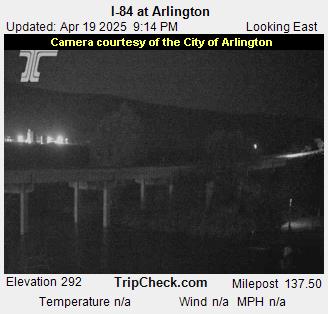 I-84 at Arlington
Updated: Apr 19 2025 9:14 PM Looking East
Camera courtesy of the City of Arlington
Elevation 292 TripCheck.com Milepost 137.50
Temperature n/a Wind n/a MPH n/a